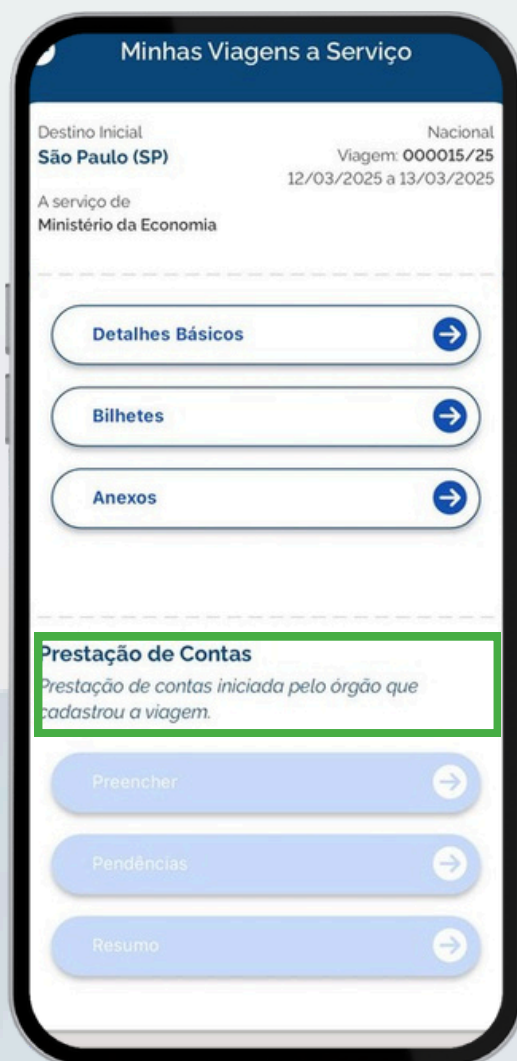 Minhas Viagens a Serviço
Destino Inicial
São Paulo (SP)
Nacional
Viagem: 000015/25
12/03/2025 a 13/03/2025
A serviço de
Ministério da Economia
Detalhes Básicos
Bilhetes
Anexos
Prestação de Contas
Prestação de contas iniciada pelo órgão que
cadastrou a viagem.
Preencher
Pendências
Resumo